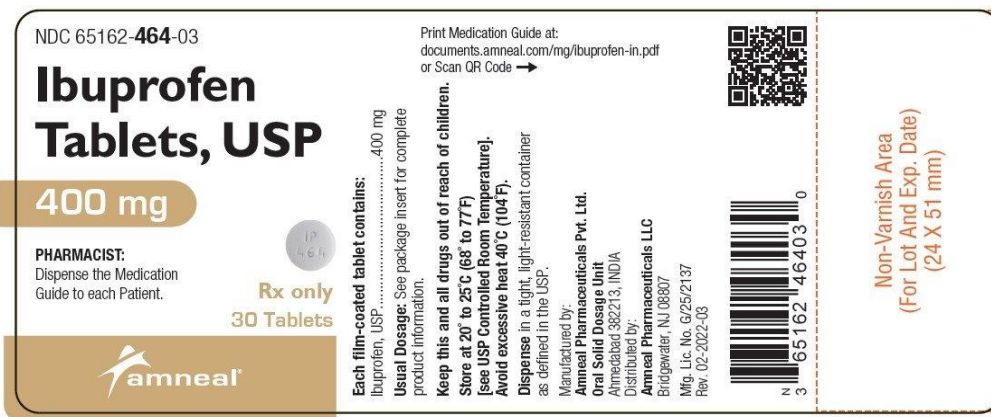 NDC 65162-464-03
Ibuprofen
Tablets, USP
400 mg
PHARMACIST:
Dispense the Medication
Guide to each Patient.
IP
464
Rx only
30 Tablets
amneal®
Print Medication Guide at:
documents.amneal.com/mg/ibuprofen-in.pdf
or Scan QR Code →
Each film-coated tablet contains:
Ibuprofen, USP..............................400 mg
Usual Dosage: See package insert for complete
product information.
Keep this and all drugs out of reach of children.
Store at 20° to 25°C (68° to 77°F)
[see USP Controlled Room Temperature].
Avoid excessive heat 40°C (104°F).
Dispense in a tight, light-resistant container
as defined in the USP.
Manufactured by:
Amneal Pharmaceuticals Pvt. Ltd.
Oral Solid Dosage Unit
Ahmedabad 382213, INDIA
Distributed by:
Amneal Pharmaceuticals LLC
Bridgewater, NJ 08807
Mfg. Lic. No. G/25/2137
Rev. 02-2022-03
N
3 65162 46403 0
Non-Varnish Area
(For Lot And Exp. Date)
(24 X 51 mm)